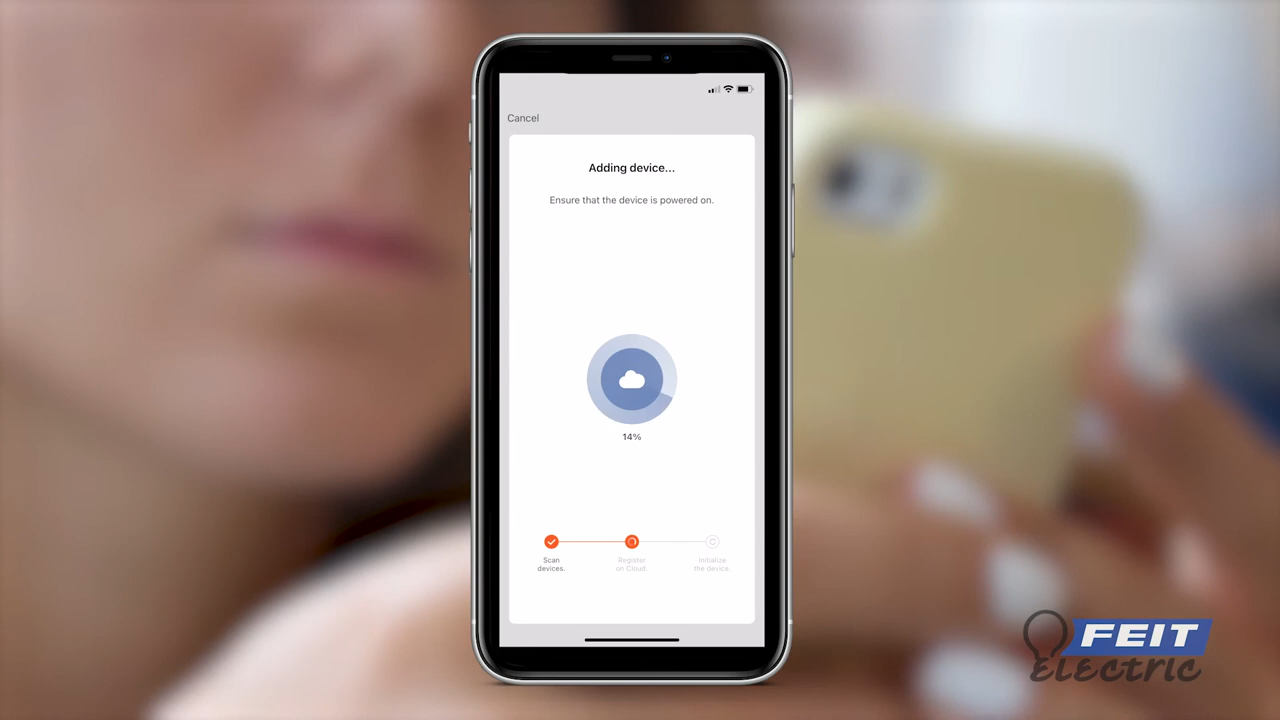 Cancel
Adding device...
Ensure that the device is powered on.
14%
Scan
devices.
Register
on Cloud.
Initialize
the device.
FEIT
Electric